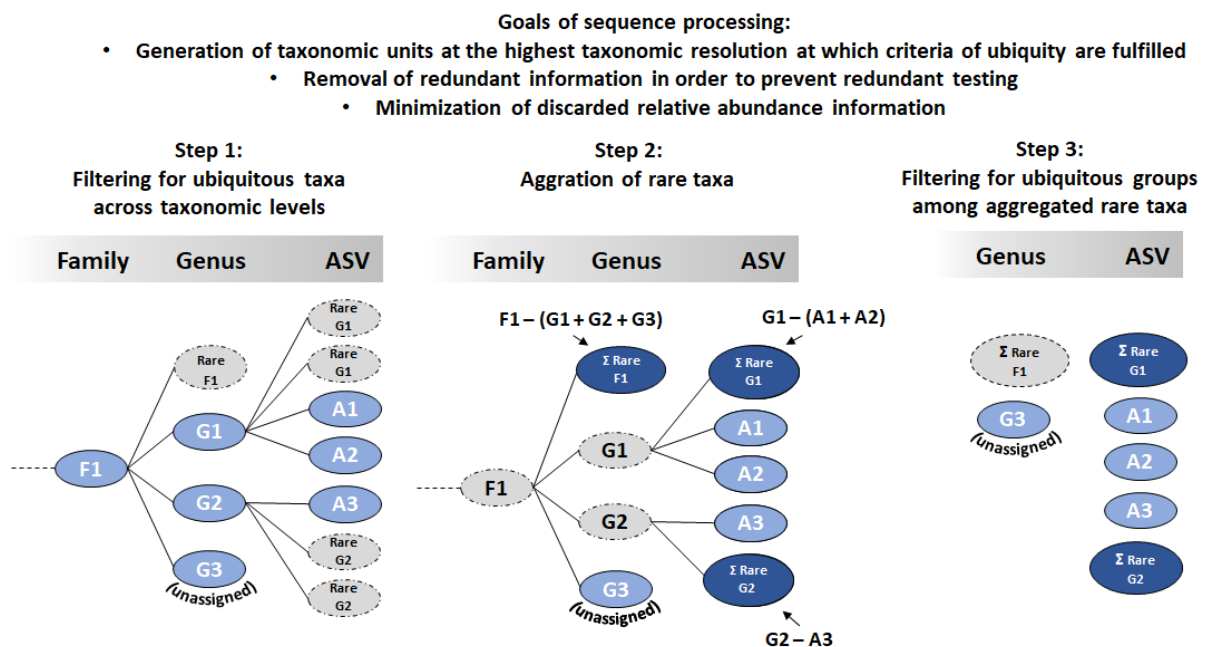 Goals of sequence processing:
• Generation of taxonomic units at the highest taxonomic resolution at which criteria of ubiquity are fulfilled
• Removal of redundant information in order to prevent redundant testing
• Minimization of discarded relative abundance information
Step 1:
Filtering for ubiquitous taxa
across taxonomic levels
Family Genus ASV
Rare
G1
Rare
F1
Rare
G1
A1
G1
A2
F1
A3
G2
Rare
G2
G3
(unassigned)
Rare
G2
Step 2:
Aggration of rare taxa
Family Genus ASV
F1 – (G1 + G2 + G3)
G1 – (A1 + A2)
Σ Rare
F1
Σ Rare
G1
A1
G1
A2
F1
A3
G2
Σ Rare
G2
G3
(unassigned)
G2 – A3
Step 3:
Filtering for ubiquitous groups
among aggregated rare taxa
Genus ASV
Σ Rare
F1
Σ Rare
G1
G3
(unassigned)
A1
A2
A3
Σ Rare
G2